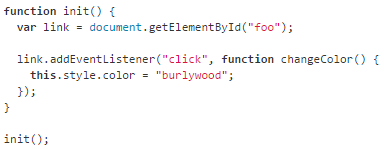 function init() {
  var link = document.getElementById("foo");

  link.addEventListener("click", function changeColor() {
    this.style.color = "burlywood";
  });
}

init();